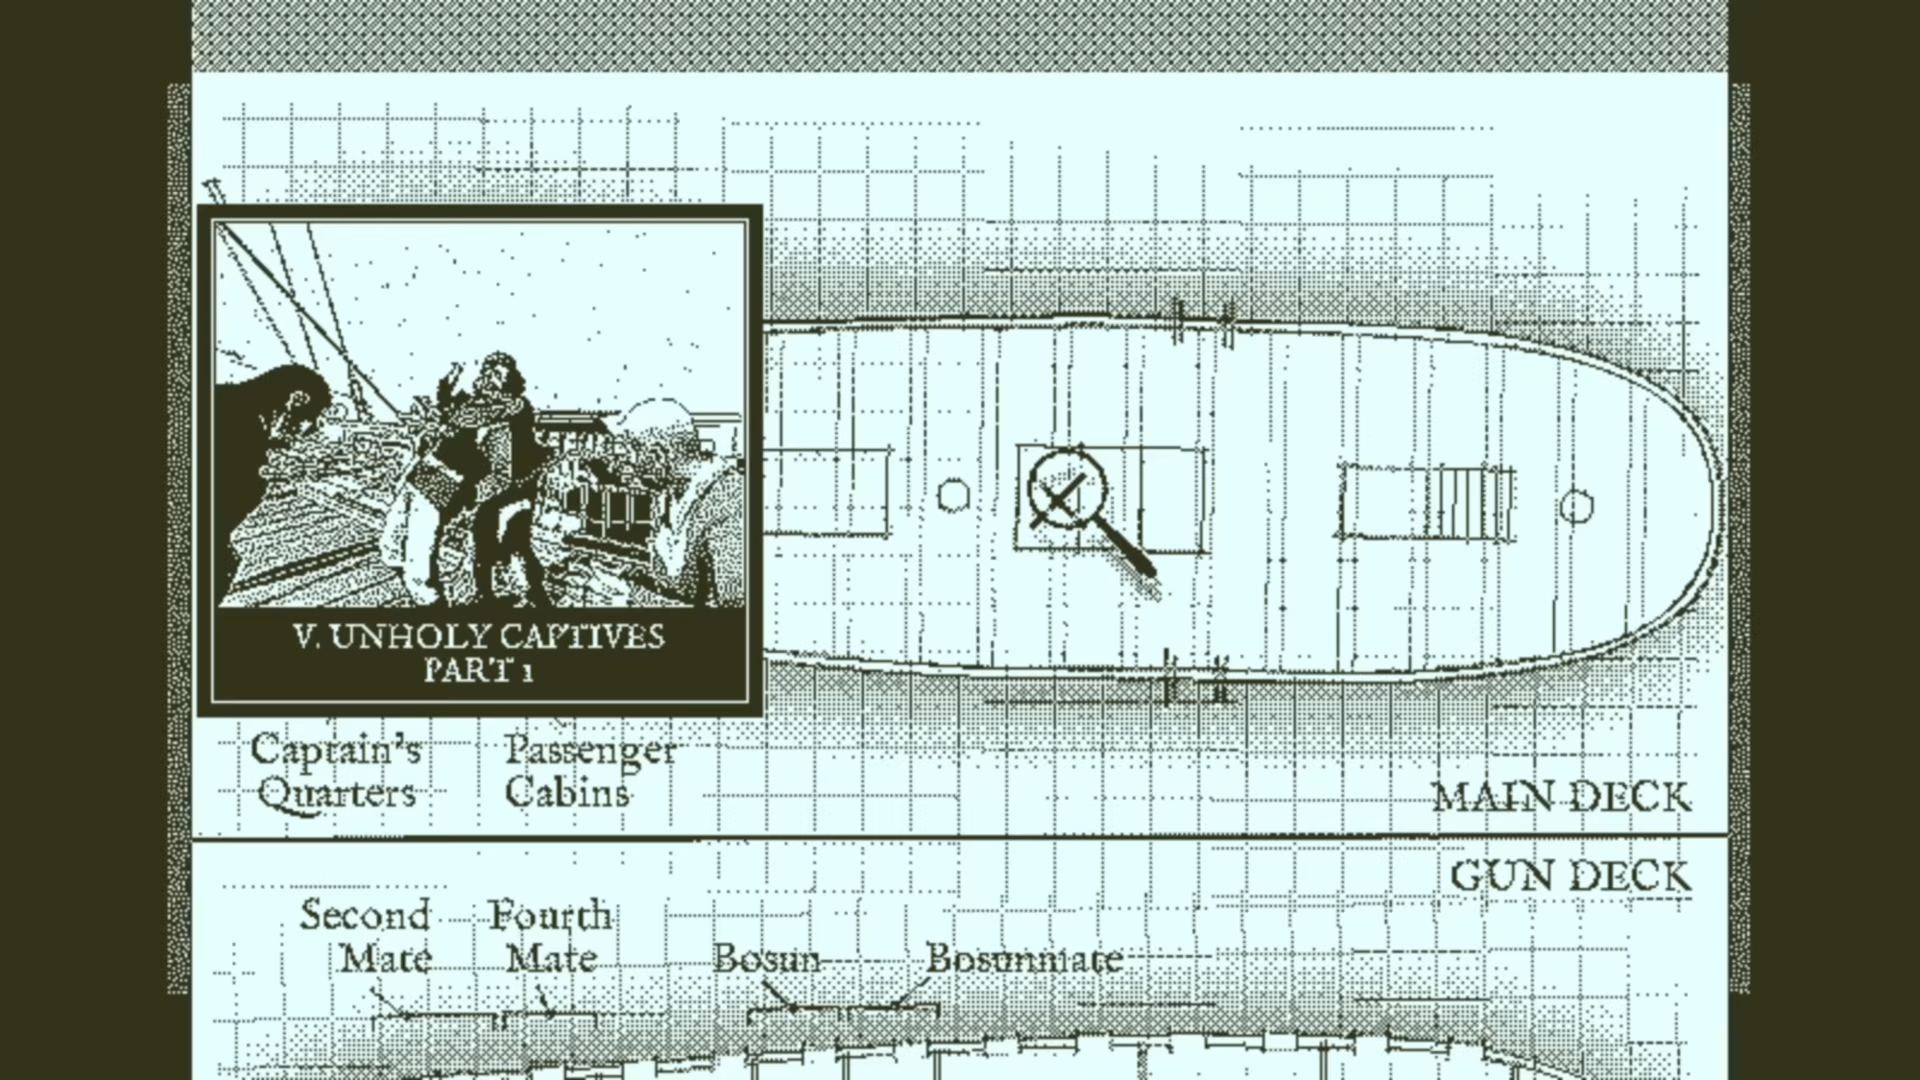 V. UNHOLY CAPTIVES
PART 1
Captain's
Quarters
Passenger
Cabins
MAIN DECK
GUN DECK
Second
Mate
Fourth
Mate
Bosun
Bosunmate